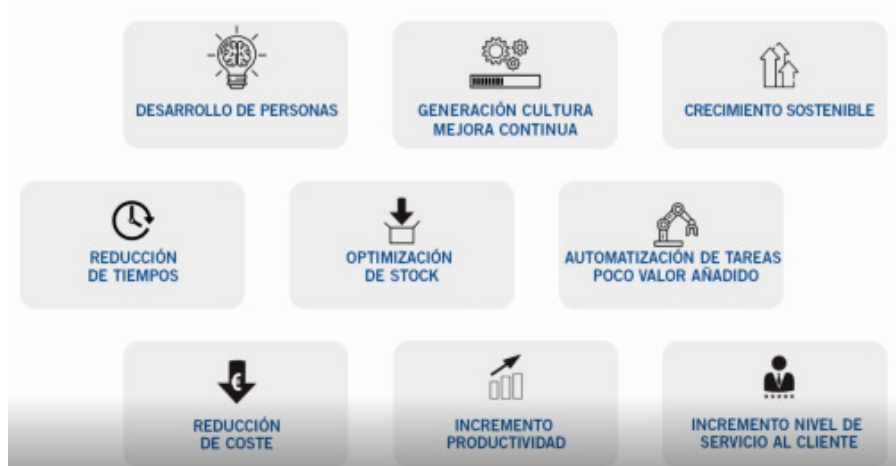 DESARROLLO DE PERSONAS
GENERACIÓN CULTURA
MEJORA CONTINUA
CRECIMIENTO SOSTENIBLE
REDUCCIÓN
DE TIEMPOS
OPTIMIZACIÓN
DE STOCK
AUTOMATIZACIÓN DE TAREAS
POCO VALOR AÑADIDO
€
REDUCCIÓN
DE COSTE
INCREMENTO
PRODUCTIVIDAD
INCREMENTO NIVEL DE
SERVICIO AL CLIENTE